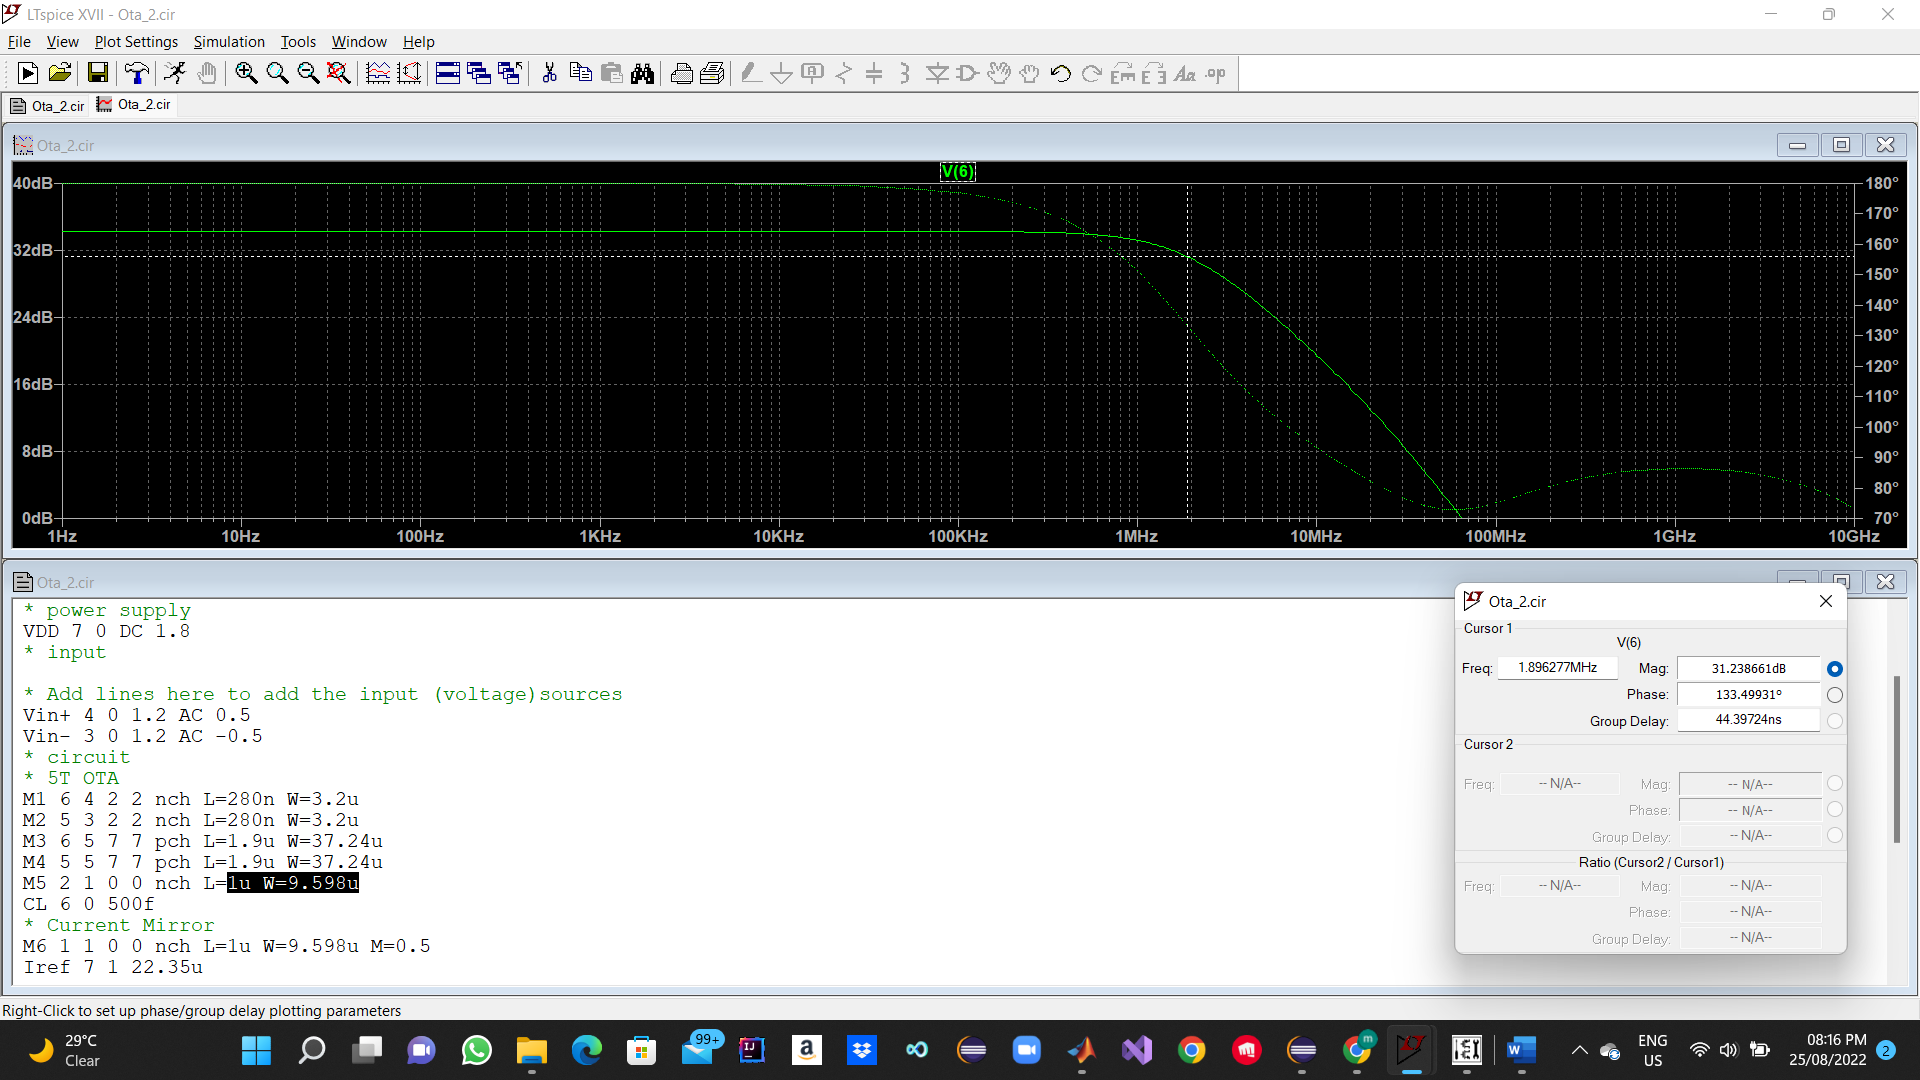 LTspice XVII - Ota_2.cir
File View Plot Settings Simulation Tools Window Help
Ota_2.cir Ota_2.cir
Ota_2.cir
V(6)
40dB 180°
170°
160°
32dB
150°
140°
24dB
130°
120°
16dB
110°
100°
8dB 90°
80°
0dB 70°
1Hz 10Hz 100Hz 1KHz 10KHz 100KHz 1MHz 10MHz 100MHz 1GHz 10GHz
Ota_2.cir
* power supply
VDD 7 0 DC 1.8
* input
* Add lines here to add the input (voltage)sources
Vin+ 4 0 1.2 AC 0.5
Vin- 3 0 1.2 AC -0.5
* circuit
* 5T OTA
M1 6 4 2 2 nch L=280n W=3.2u
M2 5 3 2 2 nch L=280n W=3.2u
M3 6 5 7 7 pch L=1.9u W=37.24u
M4 5 5 7 7 pch L=1.9u W=37.24u
M5 2 1 0 0 nch L=1u W=9.598u
CL 6 0 500f
* Current Mirror
M6 1 1 0 0 nch L=1u W=9.598u M=0.5
Iref 7 1 22.35u
Ota_2.cir
Cursor 1
V(6)
Freq: 1.896277MHz Mag: 31.238661dB
Phase: 133.49931°
Group Delay: 44.39724ns
Cursor 2
Freq: -- N/A-- Mag: -- N/A--
Phase: -- N/A--
Group Delay: -- N/A--
Ratio (Cursor2 / Cursor1)
Freq: -- N/A-- Mag: -- N/A--
Phase: -- N/A--
Group Delay: -- N/A--
Right-Click to set up phase/group delay plotting parameters
29°C
Clear
99+
ENG
US
08:16 PM
25/08/2022
2